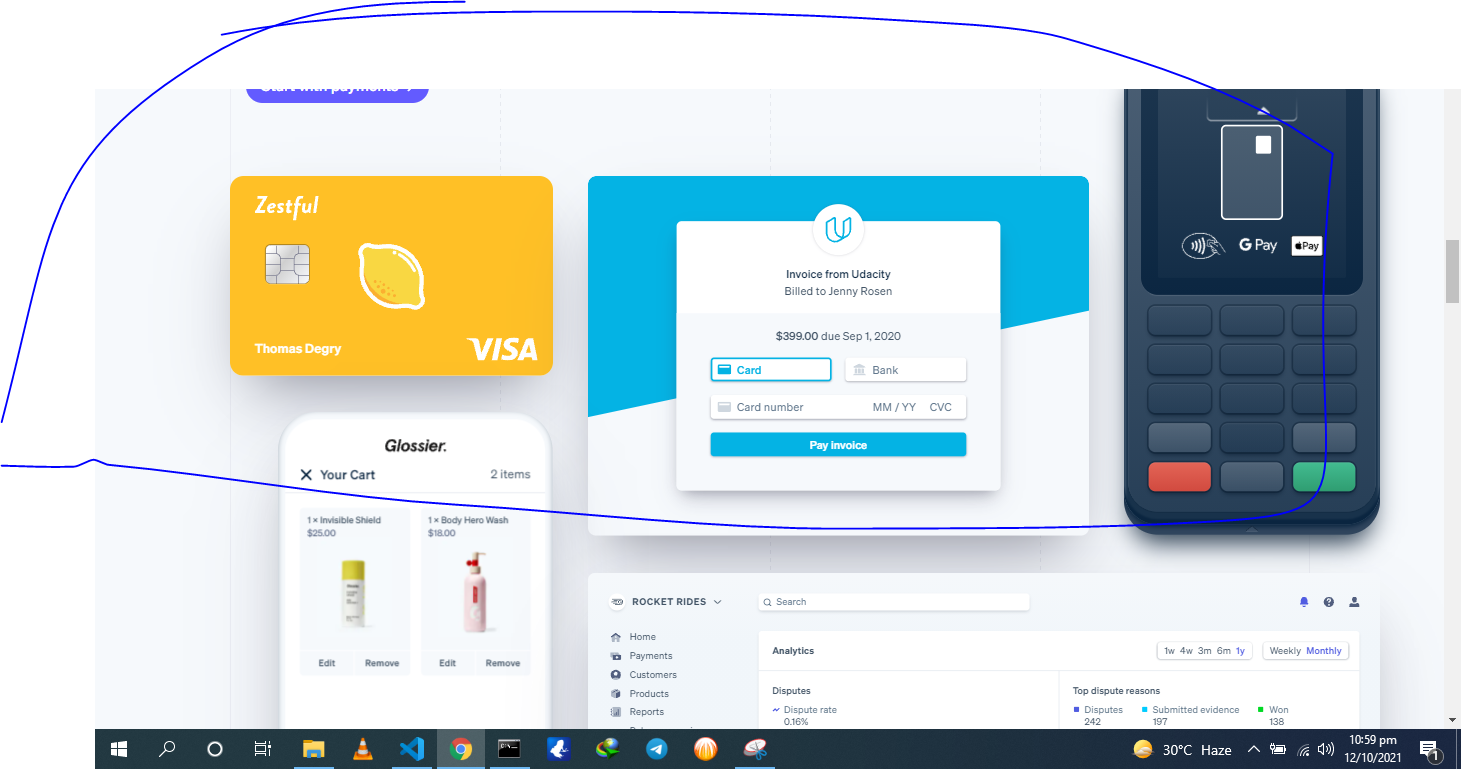 Start with payments
Zestful
Thomas Degry
VISA
Invoice from Udacity
Billed to Jenny Rosen
$399.00 due Sep 1, 2020
Card
Bank
Card number MM / YY CVC
Pay invoice
G Pay
Pay
Glossier.
Your Cart 2 items
1 × Invisible Shield
$25.00
1 × Body Hero Wash
$18.00
Edit Remove
Edit Remove
ROCKET RIDES
Search
Home
Payments
Customers
Products
Reports
Analytics
1w 4w 3m 6m 1y
Weekly Monthly
Disputes
Dispute rate
0.16%
Top dispute reasons
Disputes
242
Submitted evidence
197
Won
138
30°C Haze
10:59 pm
12/10/2021
1